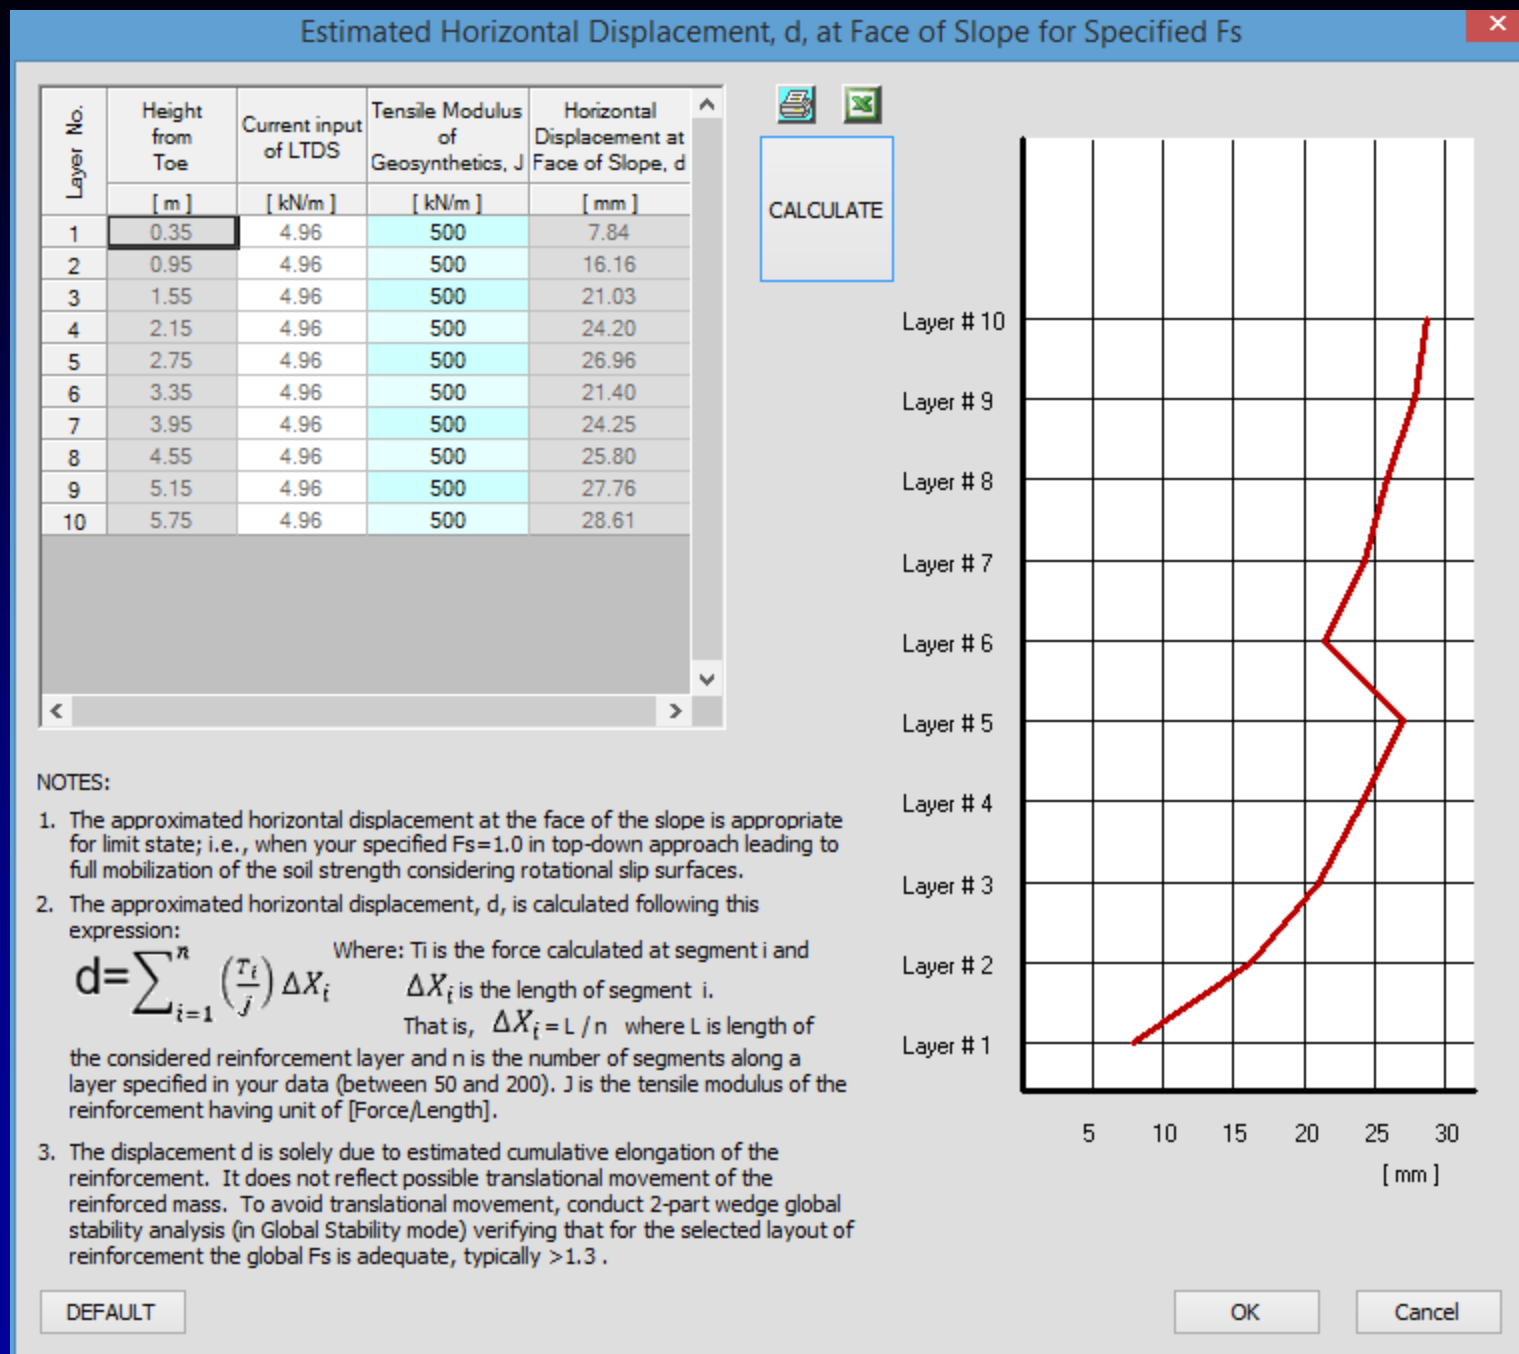 Estimated Horizontal Displacement, d, at Face of Slope for Specified Fs
Layer No.
Height from Toe
Current input of LTDS
Tensile Modulus of Geosynthetics, J
Horizontal Displacement at Face of Slope, d
[ m ] [ kN/m ] [ kN/m ] [ mm ]
1 0.35 4.96 500 7.84
2 0.95 4.96 500 16.16
3 1.55 4.96 500 21.03
4 2.15 4.96 500 24.20
5 2.75 4.96 500 26.96
6 3.35 4.96 500 21.40
7 3.95 4.96 500 24.25
8 4.55 4.96 500 25.80
9 5.15 4.96 500 27.76
10 5.75 4.96 500 28.61
CALCULATE
Layer # 10
Layer # 9
Layer # 8
Layer # 7
Layer # 6
Layer # 5
Layer # 4
Layer # 3
Layer # 2
Layer # 1
5 10 15 20 25 30
[ mm ]
NOTES:
1. The approximated horizontal displacement at the face of the slope is appropriate
for limit state; i.e., when your specified Fs=1.0 in top-down approach leading to
full mobilization of the soil strength considering rotational slip surfaces.
2. The approximated horizontal displacement, d, is calculated following this
expression:
d=∑ⁿᵢ₌₁ (Tᵢ/j) ΔXᵢ Where: Ti is the force calculated at segment i and
ΔXᵢ is the length of segment i.
That is, ΔXᵢ = L / n where L is length of
the considered reinforcement layer and n is the number of segments along a
layer specified in your data (between 50 and 200). J is the tensile modulus of the
reinforcement having unit of [Force/Length].
3. The displacement d is solely due to estimated cumulative elongation of the
reinforcement. It does not reflect possible translational movement of the
reinforced mass. To avoid translational movement, conduct 2-part wedge global
stability analysis (in Global Stability mode) verifying that for the selected layout of
reinforcement the global Fs is adequate, typically >1.3 .
DEFAULT
OK
Cancel